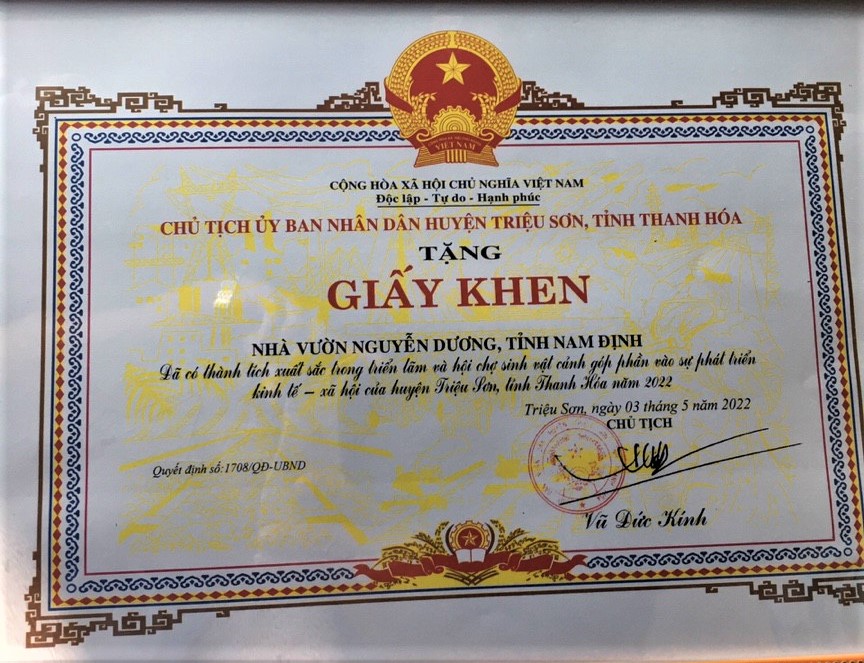 VIỆT NAM
CỘNG HÒA XÃ HỘI CHỦ NGHĨA VIỆT NAM
Độc lập - Tự do - Hạnh phúc
CHỦ TỊCH ỦY BAN NHÂN DÂN HUYỆN TRIỆU SƠN, TỈNH THANH HÓA
TẶNG
GIẤY KHEN
NHÀ VƯỜN NGUYỄN DƯƠNG, TỈNH NAM ĐỊNH
Đã có thành tích xuất sắc trong triển lãm và hội chợ sinh vật cảnh góp phần vào sự phát triển
kinh tế – xã hội của huyện Triệu Sơn, tỉnh Thanh Hóa năm 2022
Triệu Sơn, ngày 03 tháng 5 năm 2022
CHỦ TỊCH
Quyết định số:1708/QĐ-UBND
Vũ Đức Kính